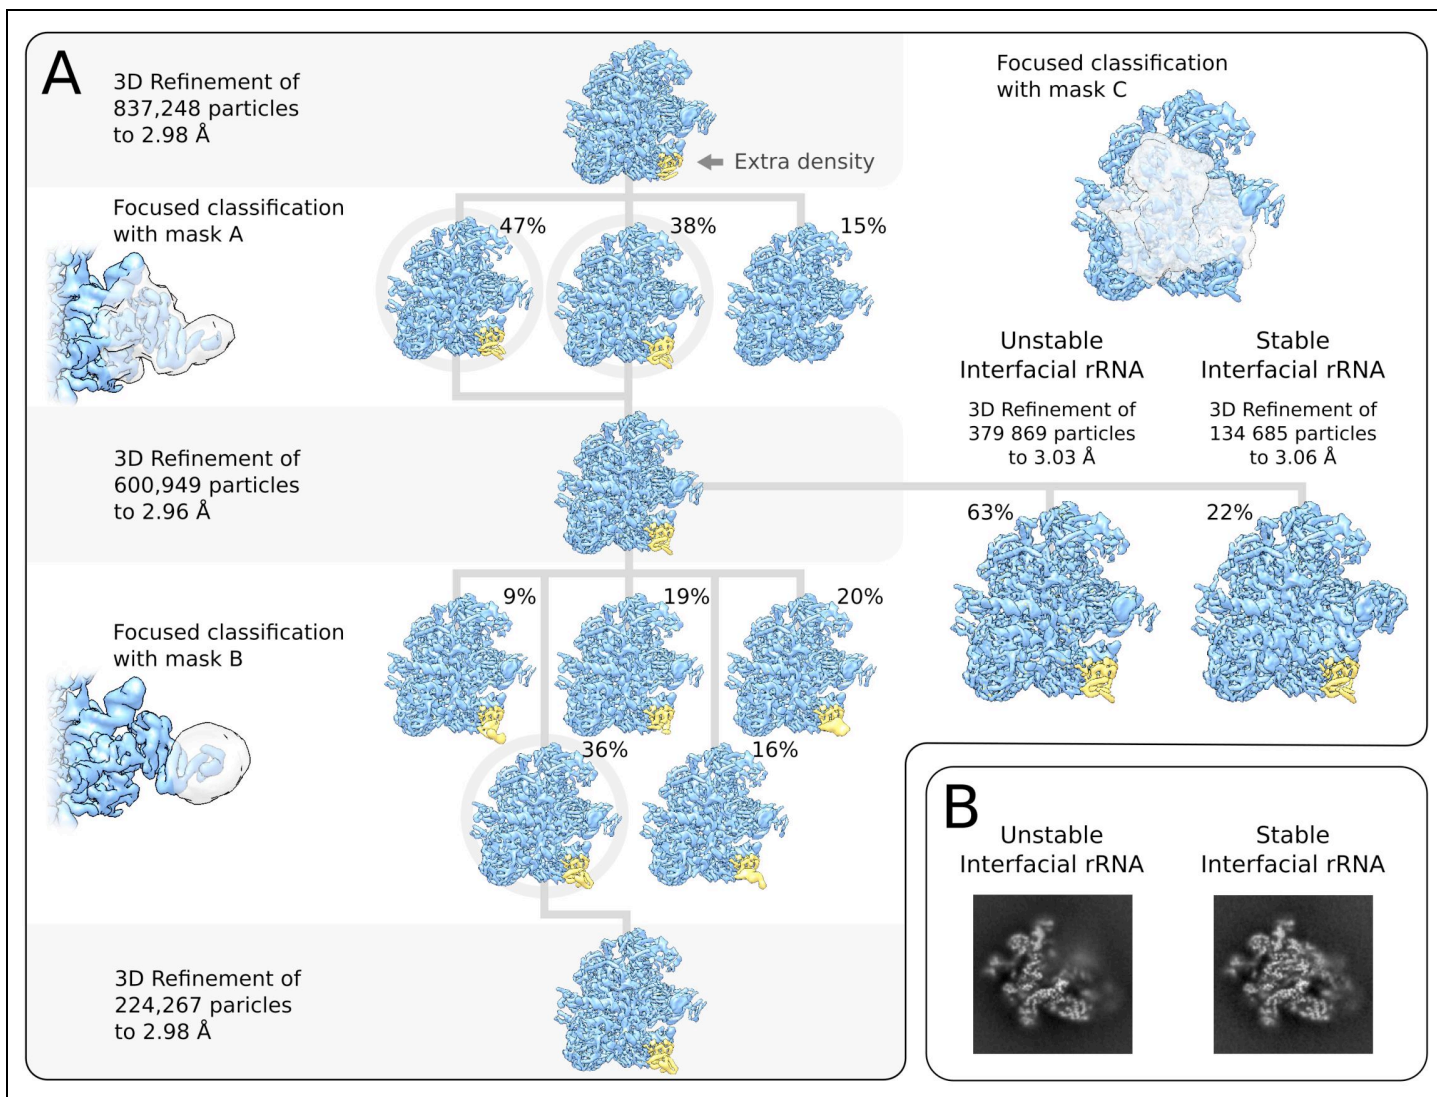 A
3D Refinement of
837,248 particles
to 2.98 Å
Extra density
Focused classification
with mask A
47%
38%
15%
3D Refinement of
600,949 particles
to 2.96 Å
Focused classification
with mask B
9%
19%
20%
36%
16%
3D Refinement of
224,267 paricles
to 2.98 Å
Focused classification
with mask C
Unstable
Interfacial rRNA
3D Refinement of
379 869 particles
to 3.03 Å
63%
Stable
Interfacial rRNA
3D Refinement of
134 685 particles
to 3.06 Å
22%
B
Unstable
Interfacial rRNA
Stable
Interfacial rRNA